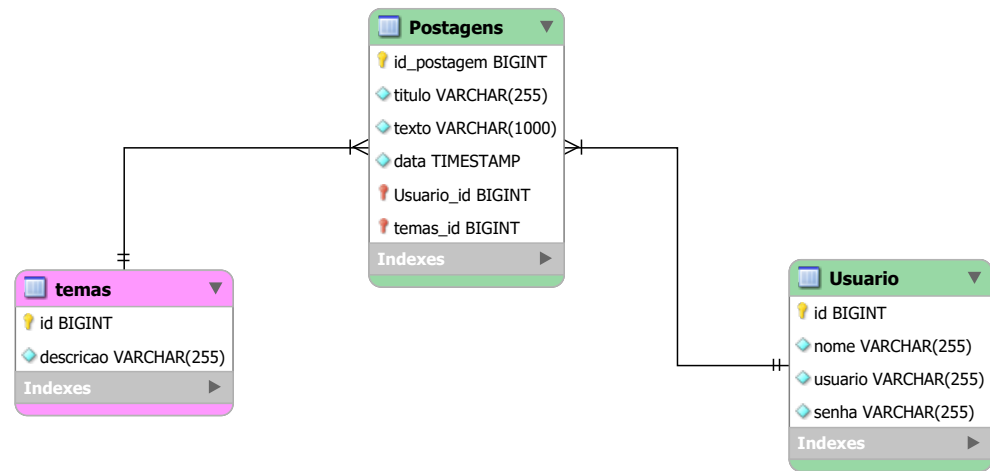 Postagens
id_postagem BIGINT
titulo VARCHAR(255)
texto VARCHAR(1000)
data TIMESTAMP
Usuario_id BIGINT
temas_id BIGINT
Indexes
temas
id BIGINT
descricao VARCHAR(255)
Indexes
Usuario
id BIGINT
nome VARCHAR(255)
usuario VARCHAR(255)
senha VARCHAR(255)
Indexes